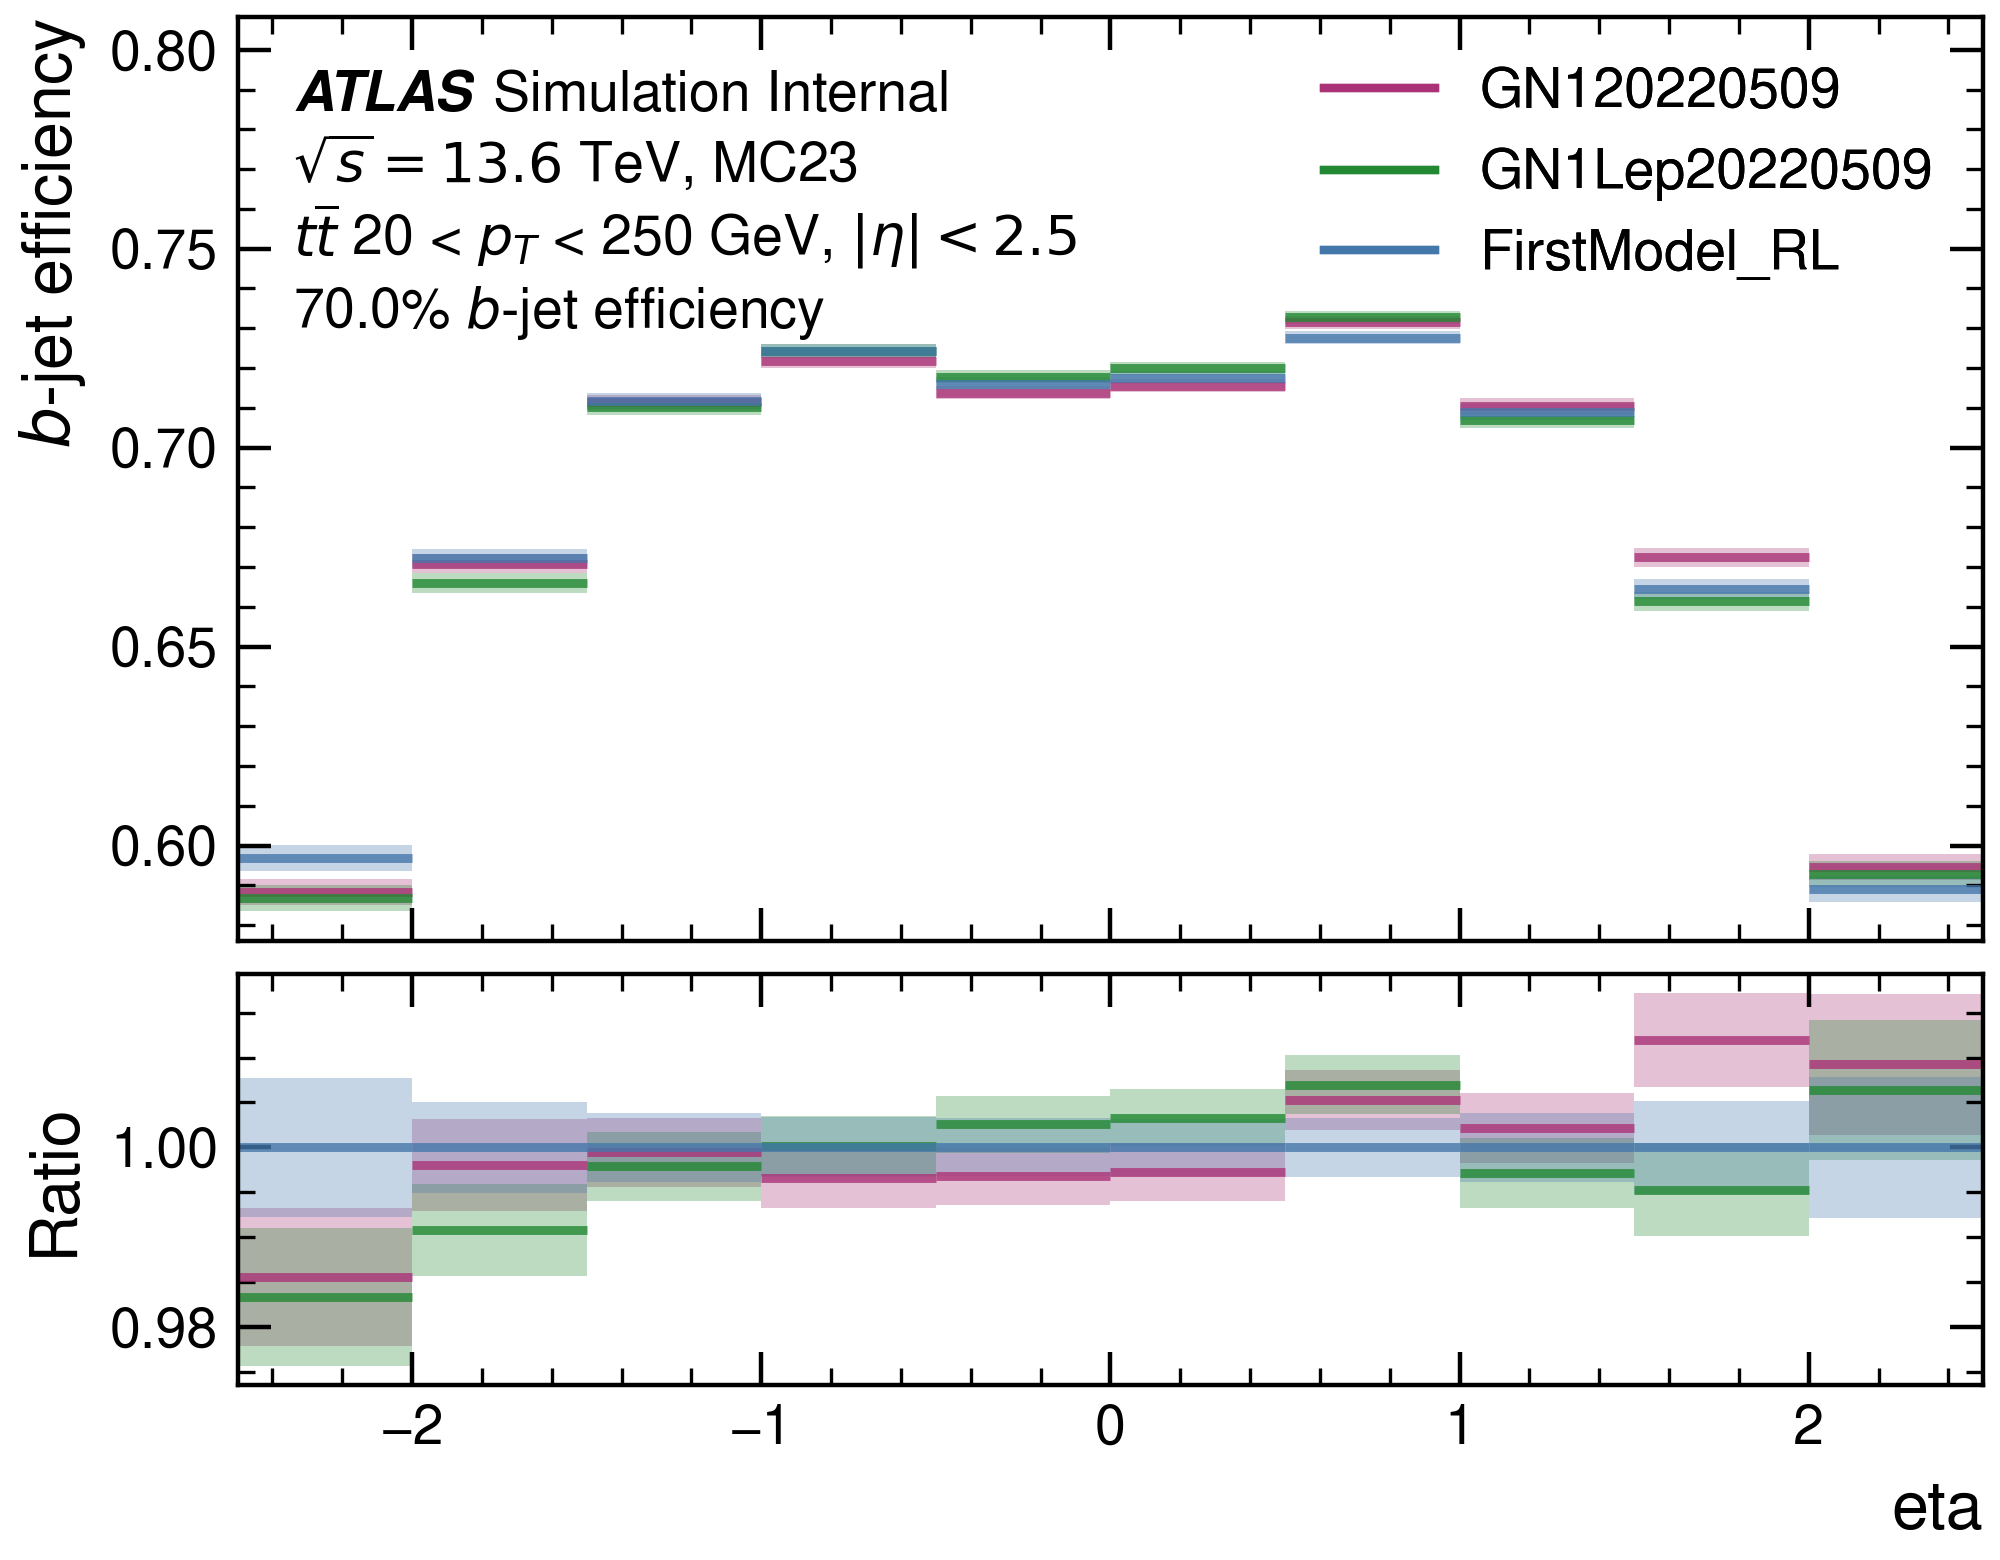 ATLAS Simulation Internal
√s = 13.6 TeV, MC23
tt̄ 20 < p_T < 250 GeV, |η| < 2.5
70.0% b-jet efficiency
GN120220509
GN1Lep20220509
FirstModel_RL
b-jet efficiency
0.80
0.75
0.70
0.65
0.60
Ratio
1.00
0.98
−2 −1 0 1 2
eta